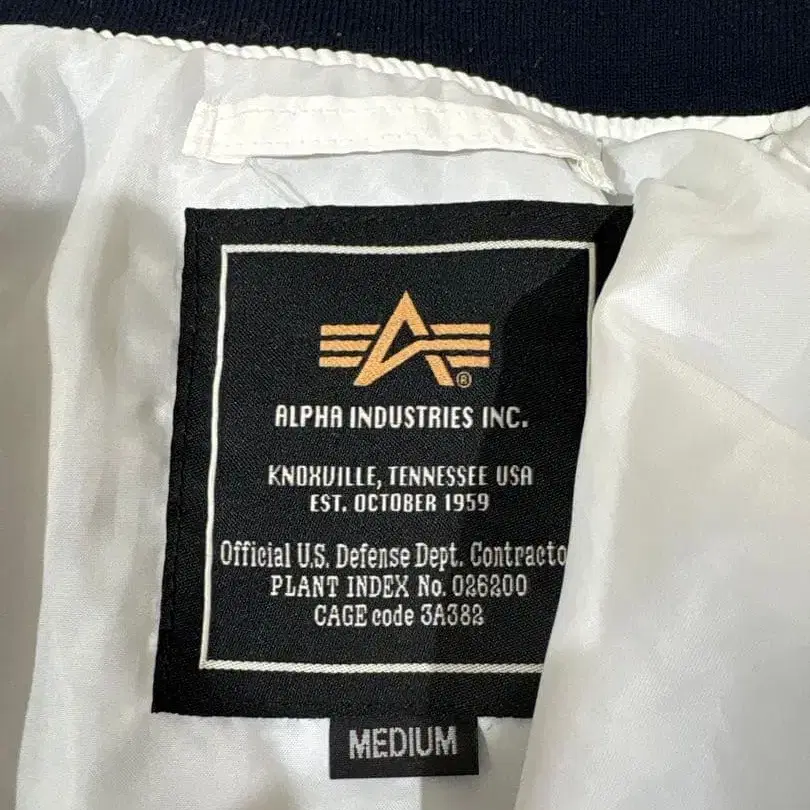 ®
ALPHA INDUSTRIES INC.
KNOXVILLE, TENNESSEE USA
EST. OCTOBER 1959
Official U.S. Defense Dept. Contracto
PLANT INDEX No. 026200
CAGE code 3A382
MEDIUM